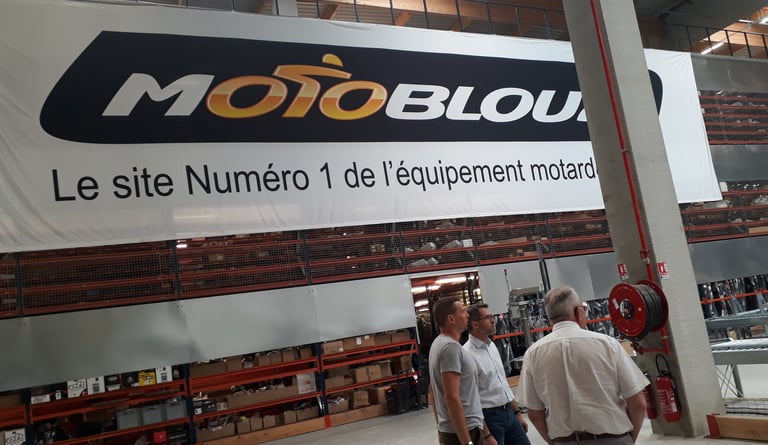 MOTOBLOU
Le site Numéro 1 de l'équipement motard